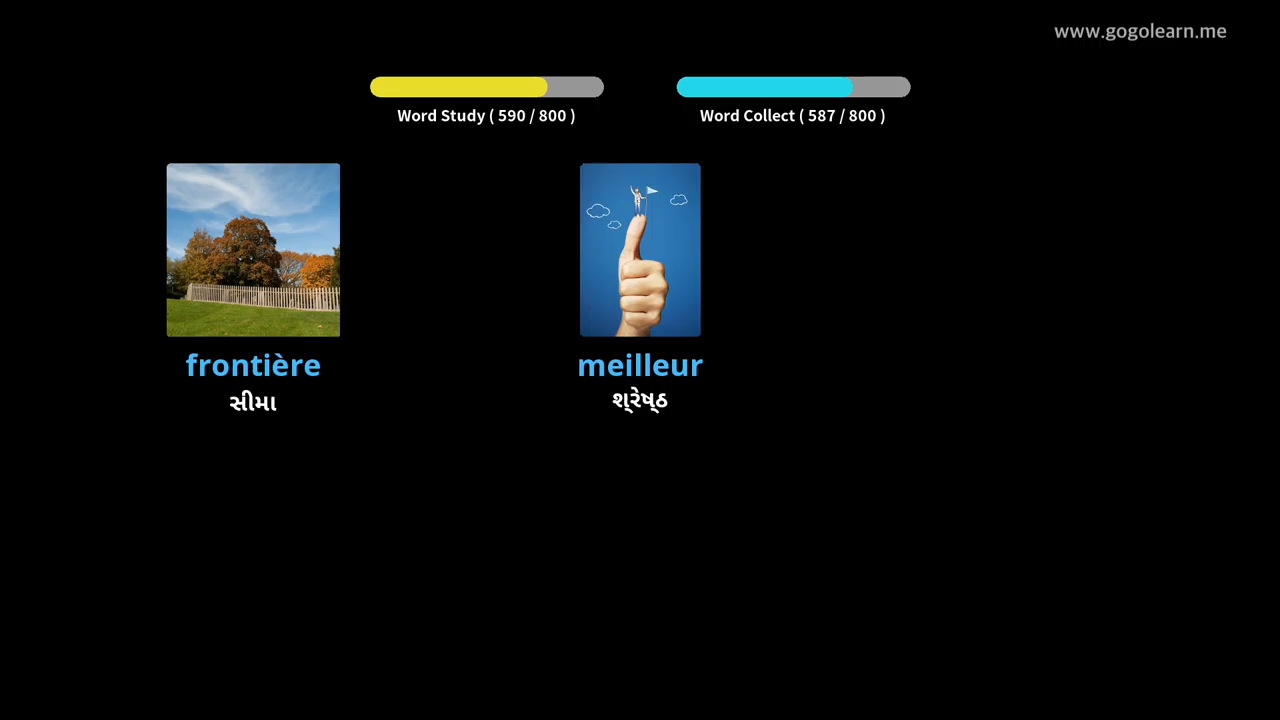 www.gogolearn.me
Word Study ( 590 / 800 )
Word Collect ( 587 / 800 )
frontière
સીમા
meilleur
શ્રેષ્ઠ